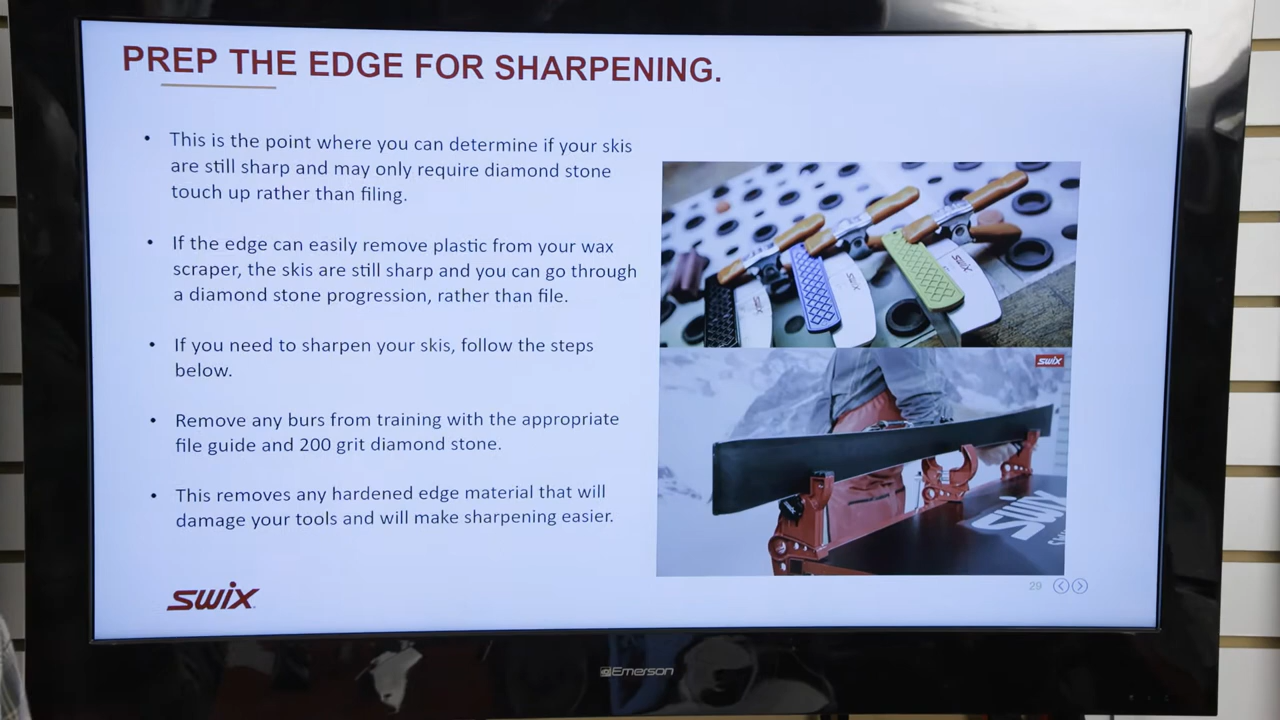 PREP THE EDGE FOR SHARPENING.
• This is the point where you can determine if your skis
are still sharp and may only require diamond stone
touch up rather than filing.
• If the edge can easily remove plastic from your wax
scraper, the skis are still sharp and you can go through
a diamond stone progression, rather than file.
• If you need to sharpen your skis, follow the steps
below.
• Remove any burs from training with the appropriate
file guide and 200 grit diamond stone.
• This removes any hardened edge material that will
damage your tools and will make sharpening easier.
SWIX
SWIX
SWIX
SWIX
SWIX
SWIX
29
Emerson